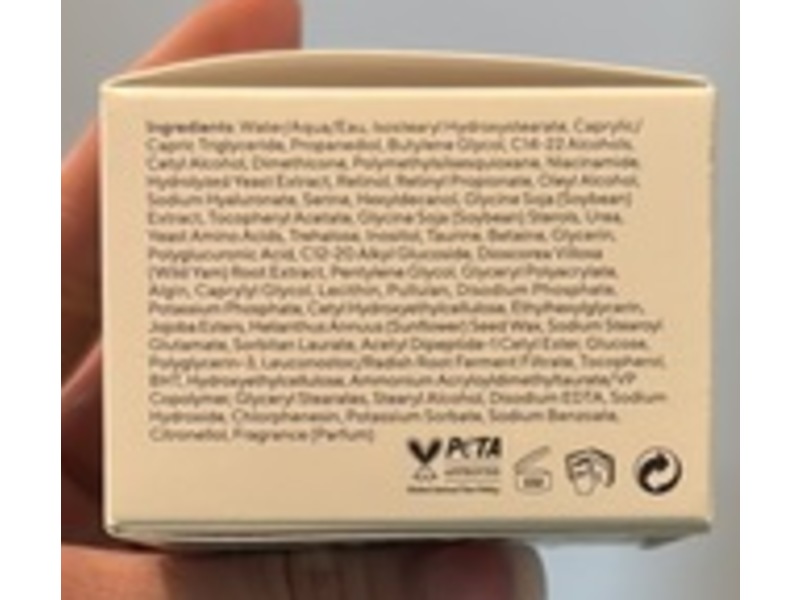 Ingredients: Water/Aqua/Eau, Isostearyl Hydroxystearate, Caprylic/
Capric Triglyceride, Propanediol, Butylene Glycol, C14-22 Alcohols,
Cetyl Alcohol, Dimethicone, Polymethylsilsesquioxane, Niacinamide,
Hydrolyzed Yeast Extract, Retinol, Retinyl Propionate, Oleyl Alcohol,
Sodium Hyaluronate, Serine, Hexyldecanol, Glycine Soja (Soybean)
Extract, Tocopheryl Acetate, Glycine Soja (Soybean) Sterols, Urea,
Yeast Amino Acids, Trehalose, Inositol, Taurine, Betaine, Glycerin,
Polyglucuronic Acid, C12-20 Alkyl Glucoside, Dioscorea Villosa
(Wild Yam) Root Extract, Pentylene Glycol, Glyceryl Polyacrylate,
Algin, Caprylyl Glycol, Lecithin, Pullulan, Disodium Phosphate,
Potassium Phosphate, Cetyl Hydroxyethylcellulose, Ethylhexylglycerin,
Jojoba Esters, Helianthus Annuus (Sunflower) Seed Wax, Sodium Stearoyl
Glutamate, Sorbitan Laurate, Acetyl Dipeptide-1 Cetyl Ester, Glucose,
Polyglycerin-3, Leuconostoc/Radish Root Ferment Filtrate, Tocopherol,
BHT, Hydroxyethylcellulose, Ammonium Acryloyldimethyltaurate/VP
Copolymer, Glyceryl Stearates, Stearyl Alcohol, Disodium EDTA, Sodium
Hydroxide, Chlorphenesin, Potassium Sorbate, Sodium Benzoate,
Citronellol, Fragrance (Parfum)
PETA